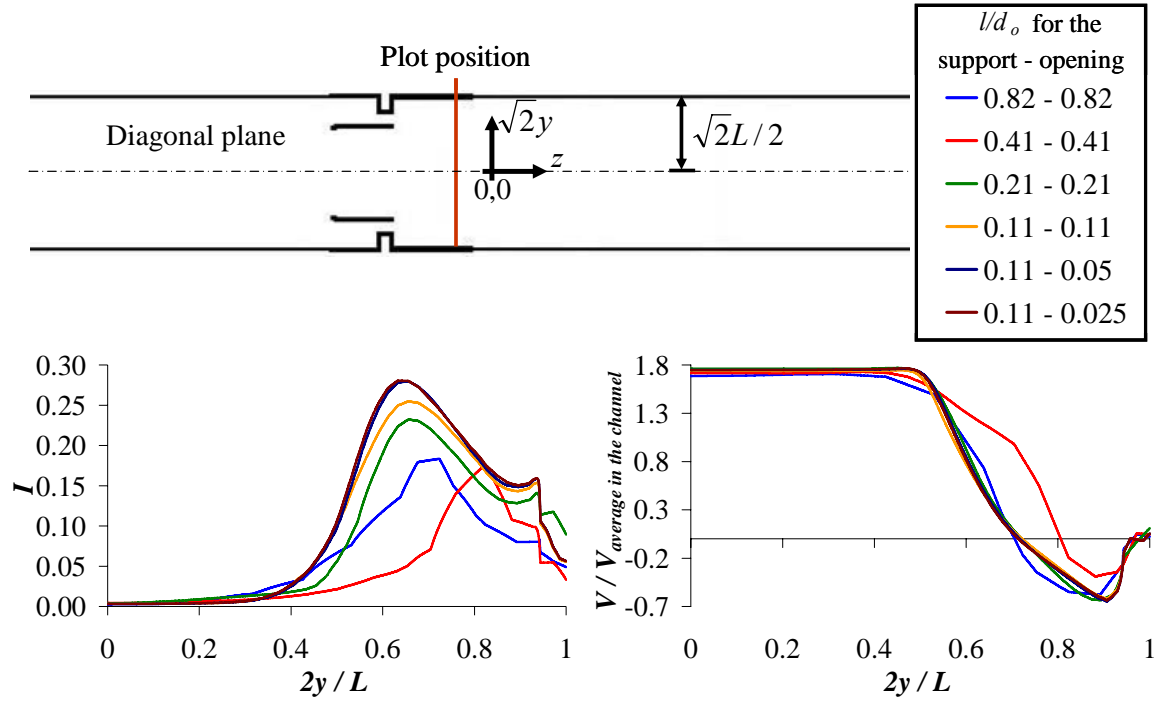 Plot position
Diagonal plane
√2y
z
0,0
√2L / 2
l/d o for the
support - opening
0.82 - 0.82
0.41 - 0.41
0.21 - 0.21
0.11 - 0.11
0.11 - 0.05
0.11 - 0.025
0.30
0.25
0.20
0.15
0.10
0.05
0.00
I
0 0.2 0.4 0.6 0.8 1
2y / L
1.8
1.3
0.8
0.3
-0.2
-0.7
V / V average in the channel
0 0.2 0.4 0.6 0.8 1
2y / L